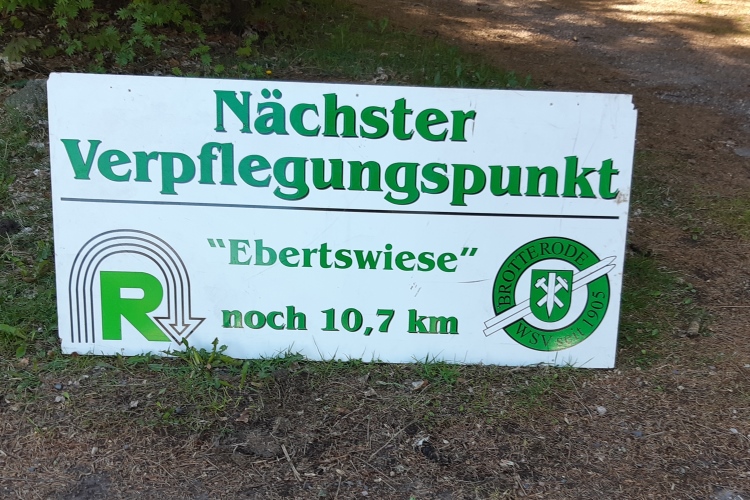 Nächster
Verpflegungspunkt
"Ebertswiese"
noch 10,7 km
R
BROTTERODE
WSV seit 1905